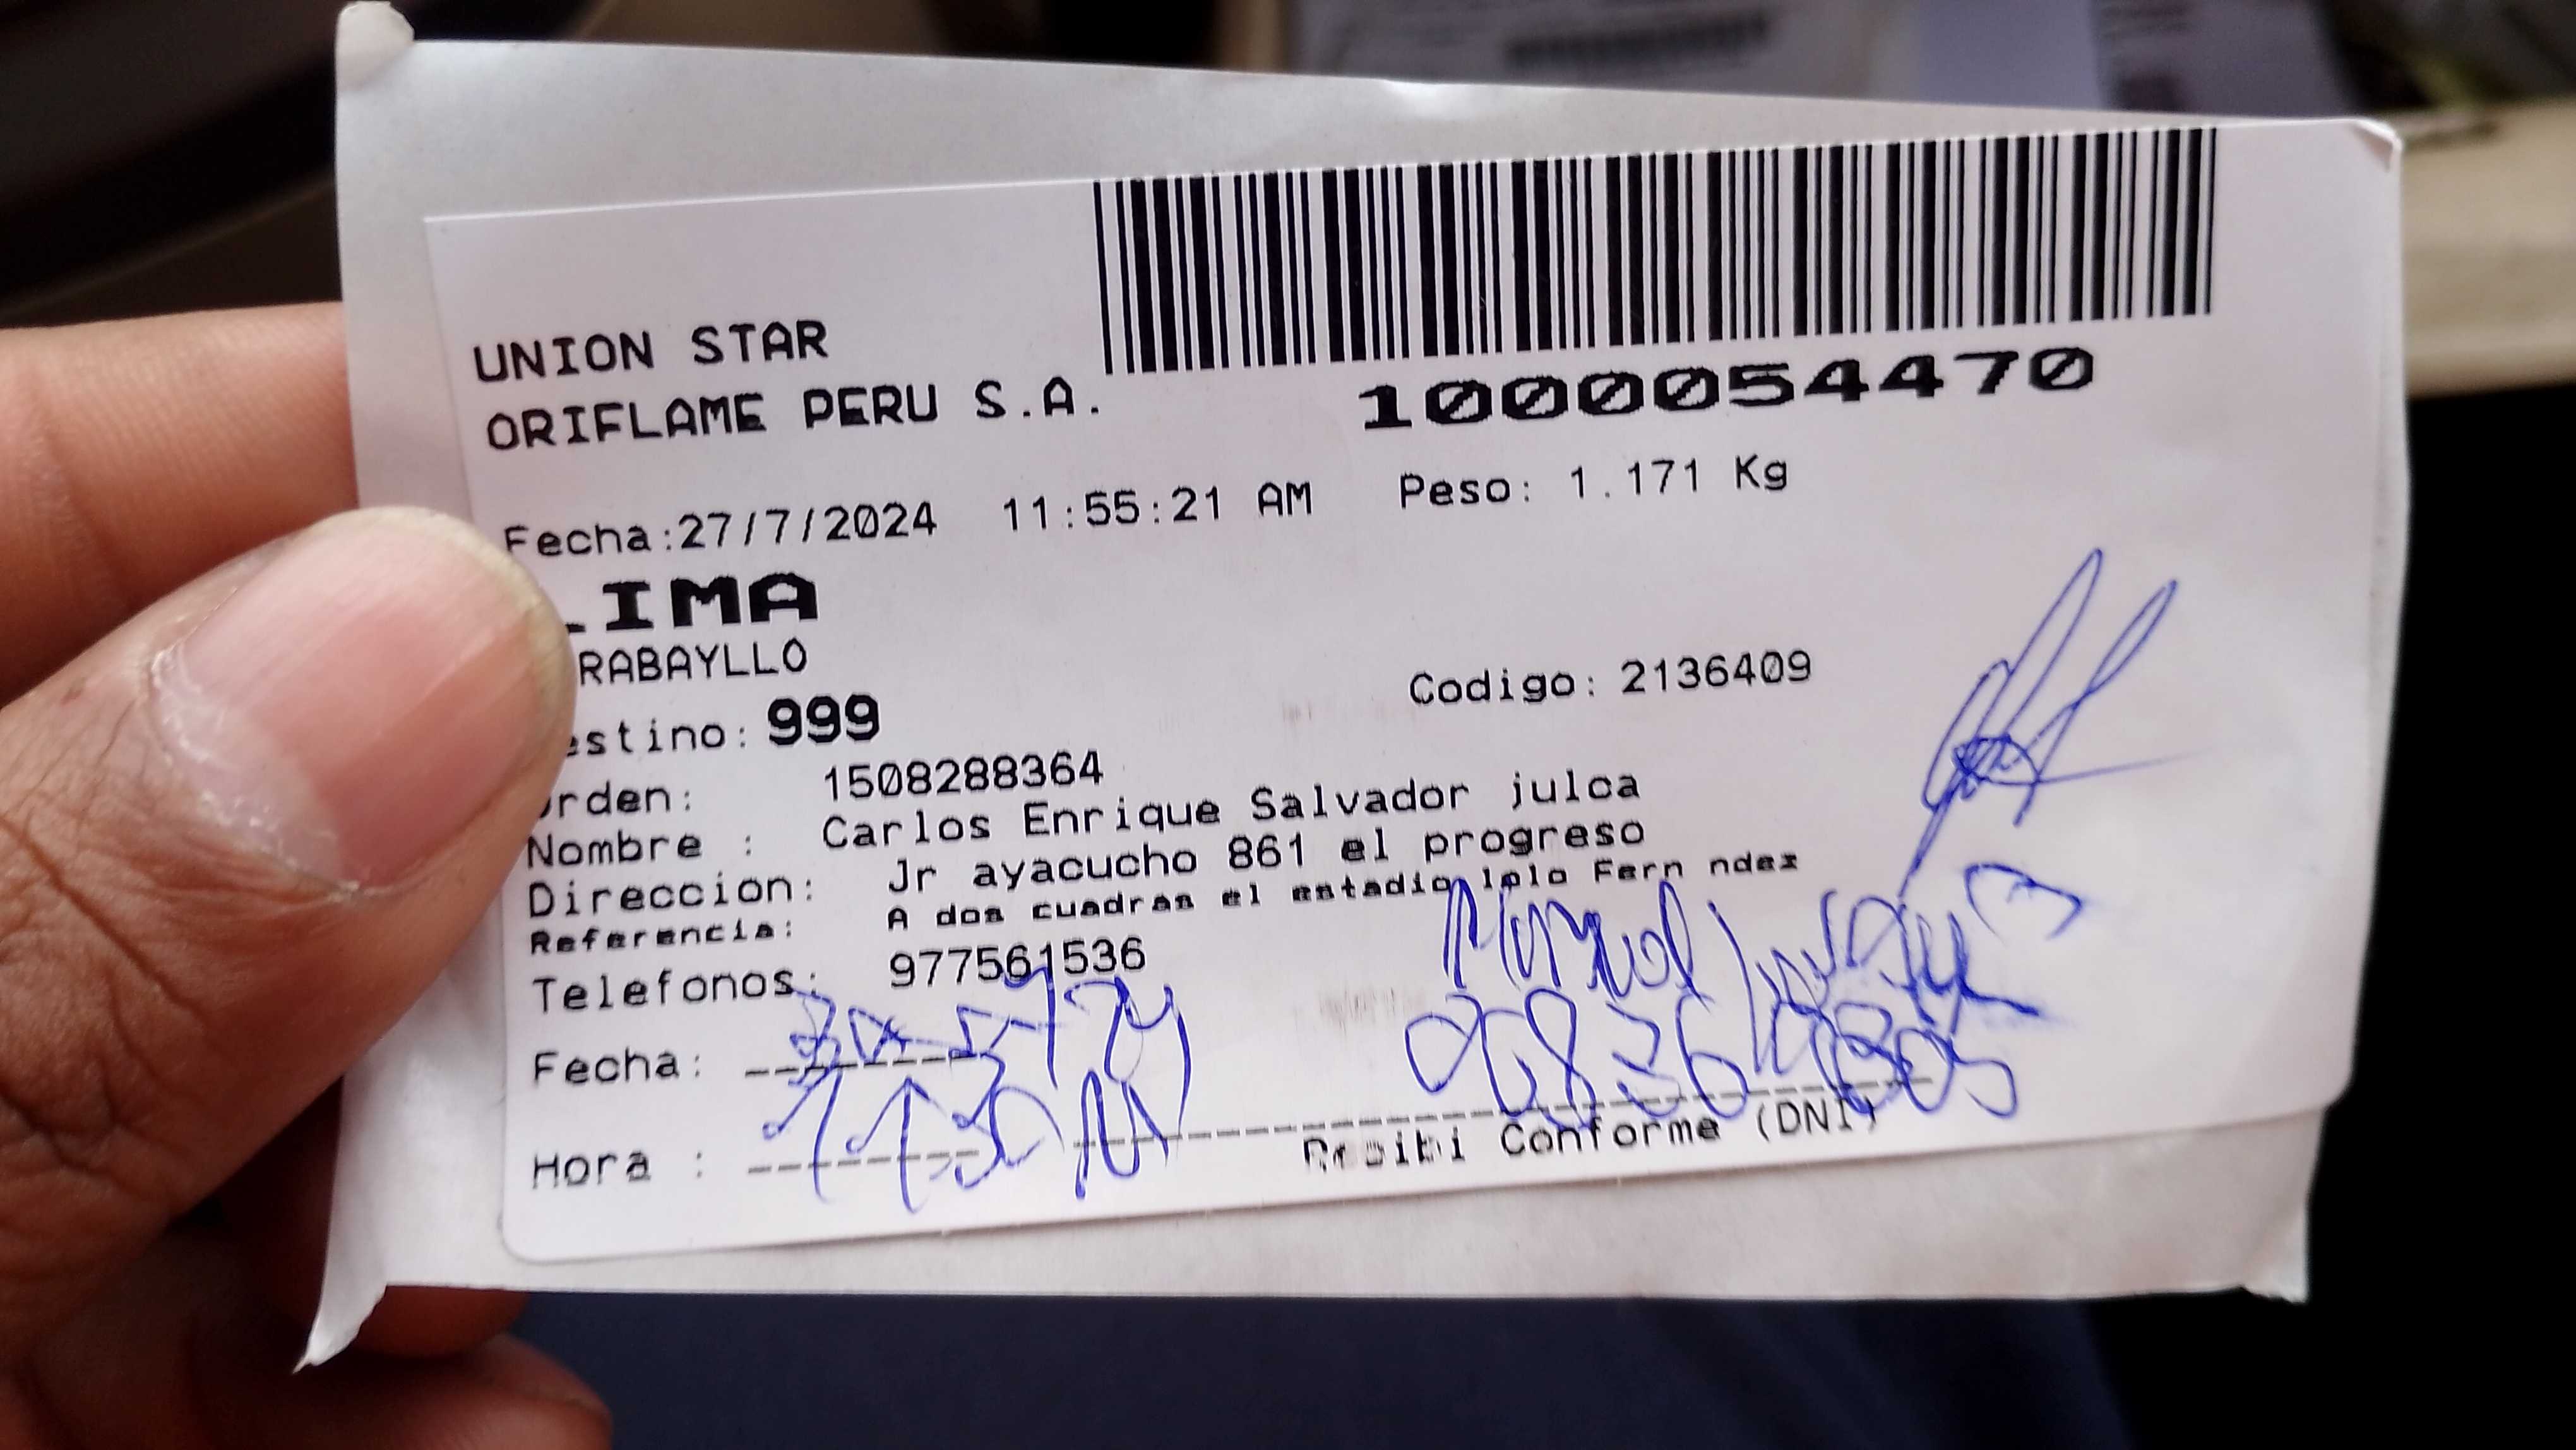 UNION STAR
ORIFLAME PERU S.A.
1000054470
Fecha:27/7/2024 11:55:21 AM Peso: 1.171 Kg
LIMA
RABAYLLO
estino: 999 Codigo: 2136409
rden: 1508288364
Nombre : Carlos Enrique Salvador julca
Direccion: Jr ayacucho 861 el progreso
Referencia: A dos cuadras el estadio lolo Fern ndez
Telefonos: 977561536
Fecha:
Hora :
Recibi Conforme (DNI)